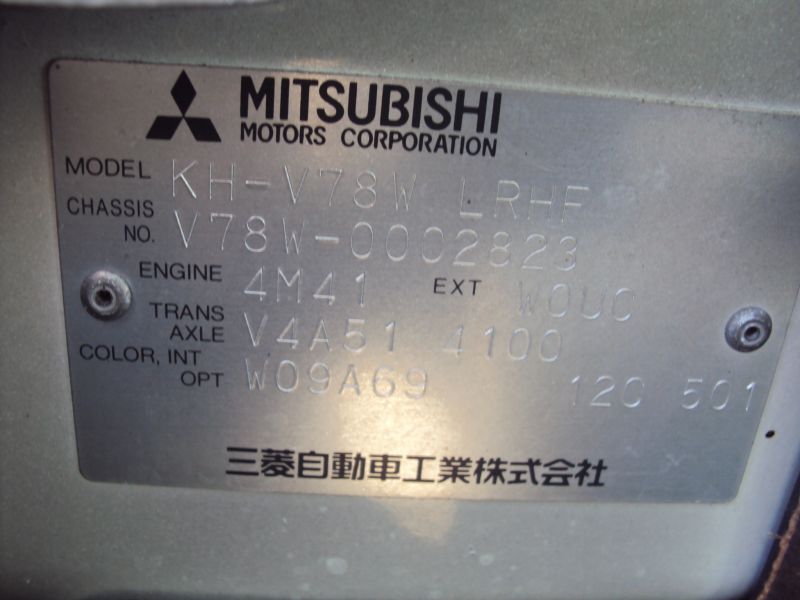 MITSUBISHI
MOTORS CORPORATION
MODEL KH-V78W LRHF
CHASSIS NO. V78W-0002823
ENGINE 4M41 EXT W0UC
TRANS AXLE V4A51 4100
COLOR, INT OPT W09A69 12C 501
三菱自動車工業株式会社